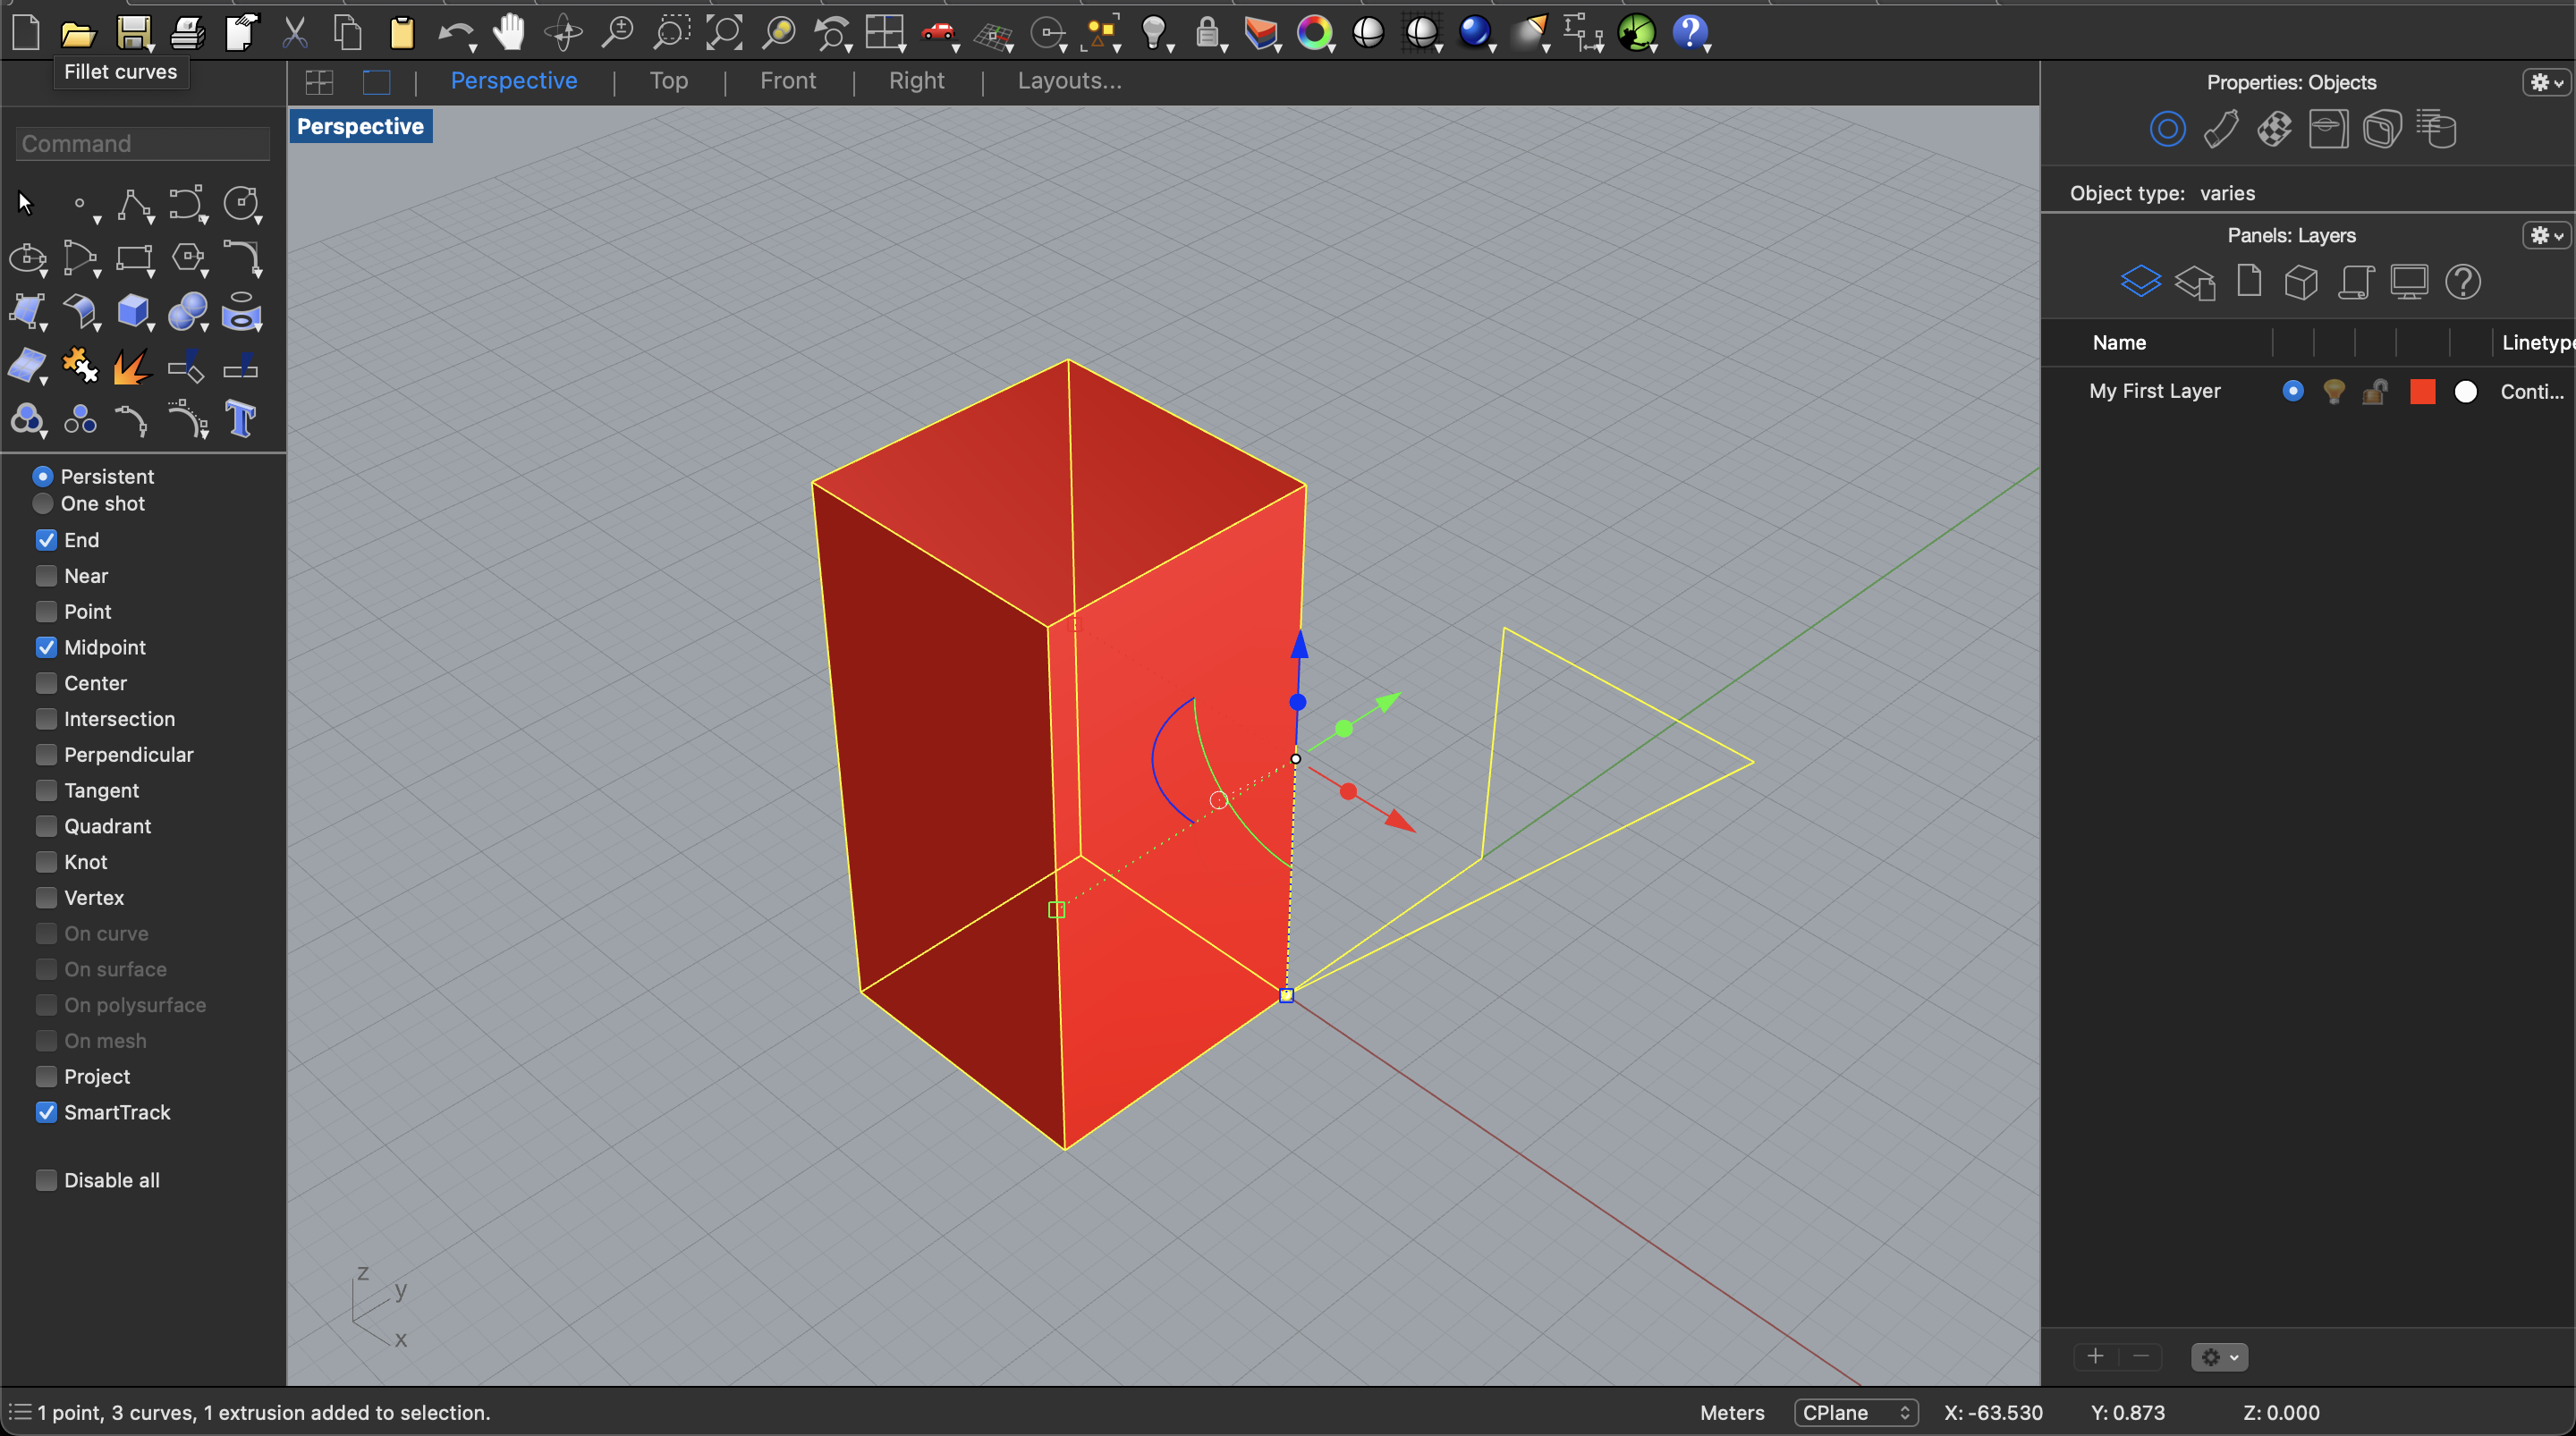 Fillet curves
Perspective
Top
Front
Right
Layouts...
Perspective
Command
Persistent
One shot
End
Near
Point
Midpoint
Center
Intersection
Perpendicular
Tangent
Quadrant
Knot
Vertex
On curve
On surface
On polysurface
On mesh
Project
SmartTrack
Disable all
z
y
x
Properties: Objects
Object type: varies
Panels: Layers
Name
Linetype
My First Layer
Conti...
1 point, 3 curves, 1 extrusion added to selection.
Meters
CPlane
X: -63.530
Y: 0.873
Z: 0.000